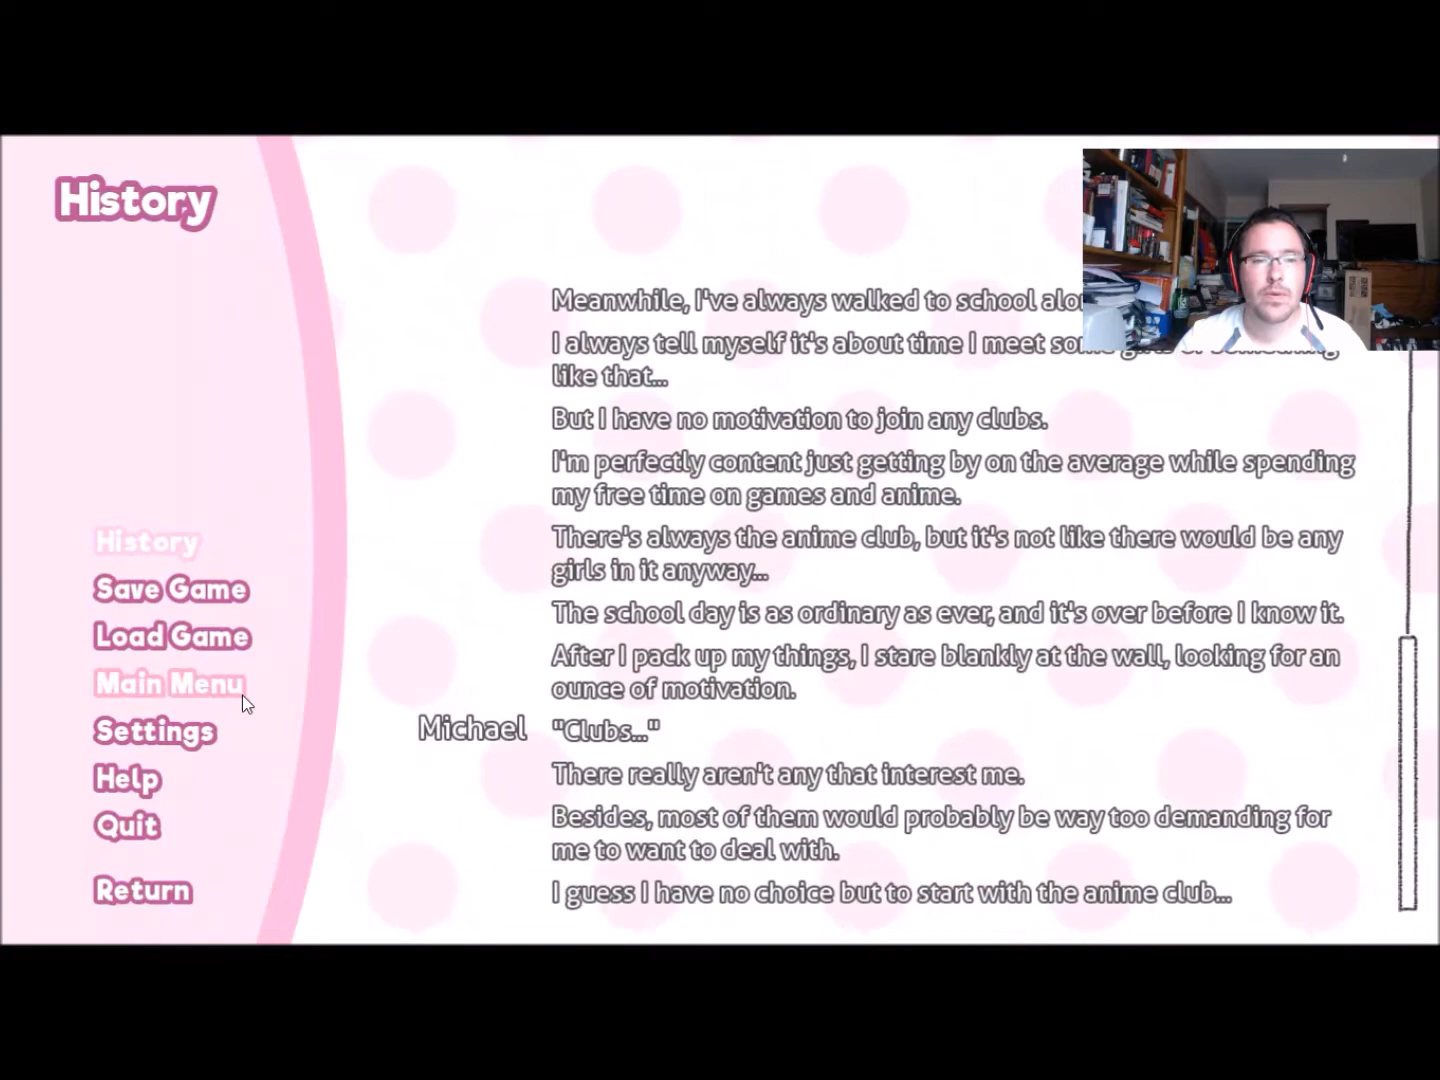 History
Meanwhile, I've always walked to school
I always tell myself it's about time I meet
like that...
But I have no motivation to join any clubs.
I'm perfectly content just getting by on the average while spending
my free time on games and anime.
There's always the anime club, but it's not like there would be any
girls in it anyway...
The school day is as ordinary as ever, and it's over before I know it.
After I pack up my things, I stare blankly at the wall, looking for an
ounce of motivation.
Michael "Clubs..."
There really aren't any that interest me.
Besides, most of them would probably be way too demanding for
me to want to deal with.
I guess I have no choice but to start with the anime club...
History
Save Game
Load Game
Main Menu
Settings
Help
Quit
Return